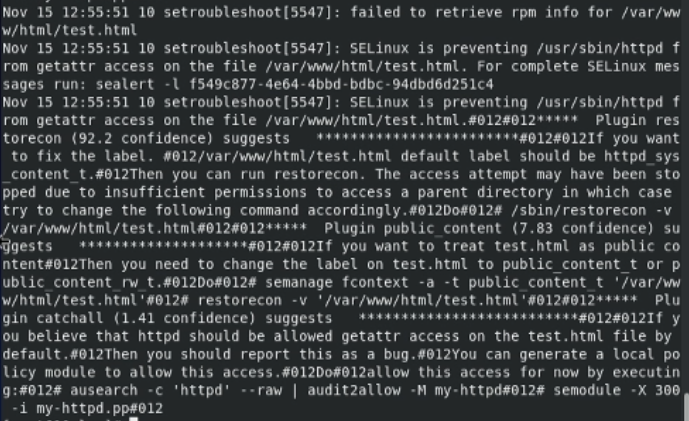 Nov 15 12:55:51 10 setroubleshoot[5547]: failed to retrieve rpm info for /var/ww
w/html/test.html
Nov 15 12:55:51 10 setroubleshoot[5547]: SELinux is preventing /usr/sbin/httpd f
rom getattr access on the file /var/www/html/test.html. For complete SELinux mes
sages run: sealert -l f549c877-4e64-4bbd-bdbc-94dbd6d251c4
Nov 15 12:55:51 10 setroubleshoot[5547]: SELinux is preventing /usr/sbin/httpd f
rom getattr access on the file /var/www/html/test.html.#012#012*****  Plugin res
torecon (92.2 confidence) suggests   ************************#012#012If you want
 to fix the label. #012/var/www/html/test.html default label should be httpd_sys
_content_t.#012Then you can run restorecon. The access attempt may have been sto
pped due to insufficient permissions to access a parent directory in which case 
try to change the following command accordingly.#012Do#012# /sbin/restorecon -v 
/var/www/html/test.html#012#012*****  Plugin public_content (7.83 confidence) su
ggests   ********************#012#012If you want to treat test.html as public co
ntent#012Then you need to change the label on test.html to public_content_t or p
ublic_content_rw_t.#012Do#012# semanage fcontext -a -t public_content_t '/var/ww
w/html/test.html'#012# restorecon -v '/var/www/html/test.html'#012#012*****  Plu
gin catchall (1.41 confidence) suggests   **************************#012#012If y
ou believe that httpd should be allowed getattr access on the test.html file by 
default.#012Then you should report this as a bug.#012You can generate a local po
licy module to allow this access.#012Do#012allow this access for now by executin
g:#012# ausearch -c 'httpd' --raw | audit2allow -M my-httpd#012# semodule -X 300
 -i my-httpd.pp#012